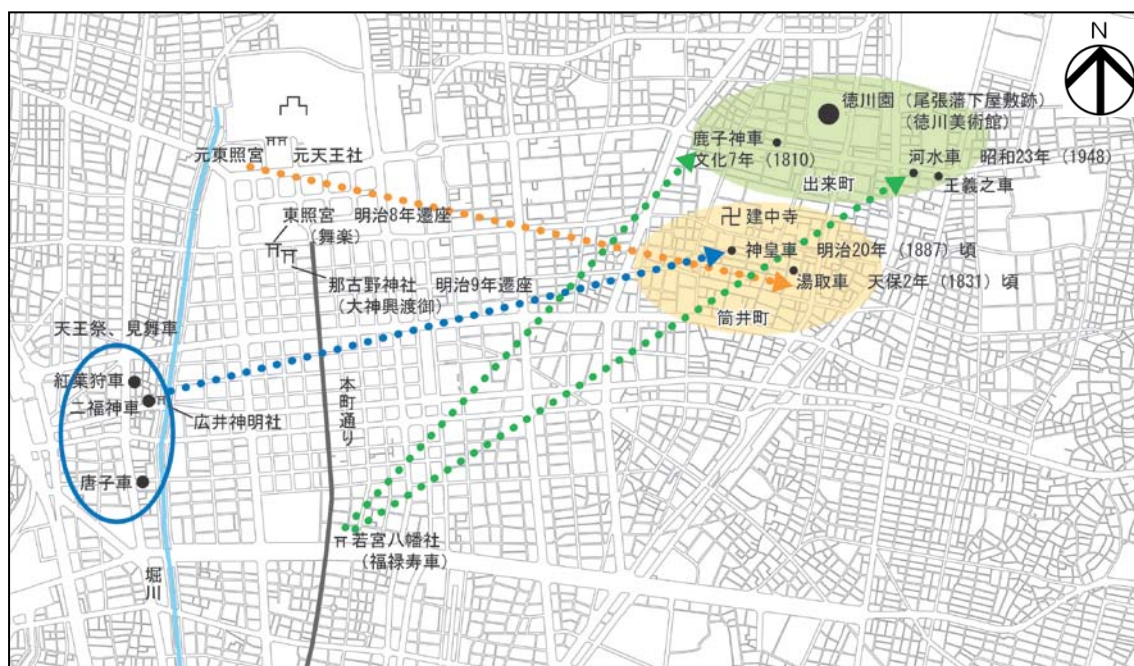 N
徳川園（尾張藩下屋敷跡）
（徳川美術館）
鹿子神車
文化7年（1810）
河水車　昭和23年（1948）
王義之車
出来町
元東照宮　元天王社
東照宮　明治8年遷座
（舞楽）
卍建中寺
神皇車　明治20年（1887）頃
湯取車　天保2年（1831）頃
筒井町
那古野神社　明治9年遷座
（大神興渡御）
天王祭、見舞車
紅葉狩車
二福神車
広井神明社
唐子車
本町通り
若宮八幡社
（福禄寿車）
堀川